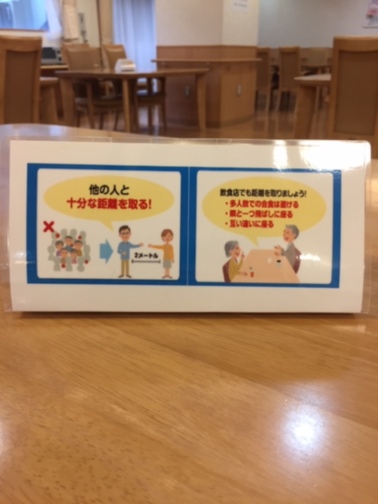 他の人と
十分な距離を取る!
2メートル
飲食店でも距離を取りましょう!
・多人数での会食は避ける
・隣と一つ飛ばしに座る
・互い違いに座る